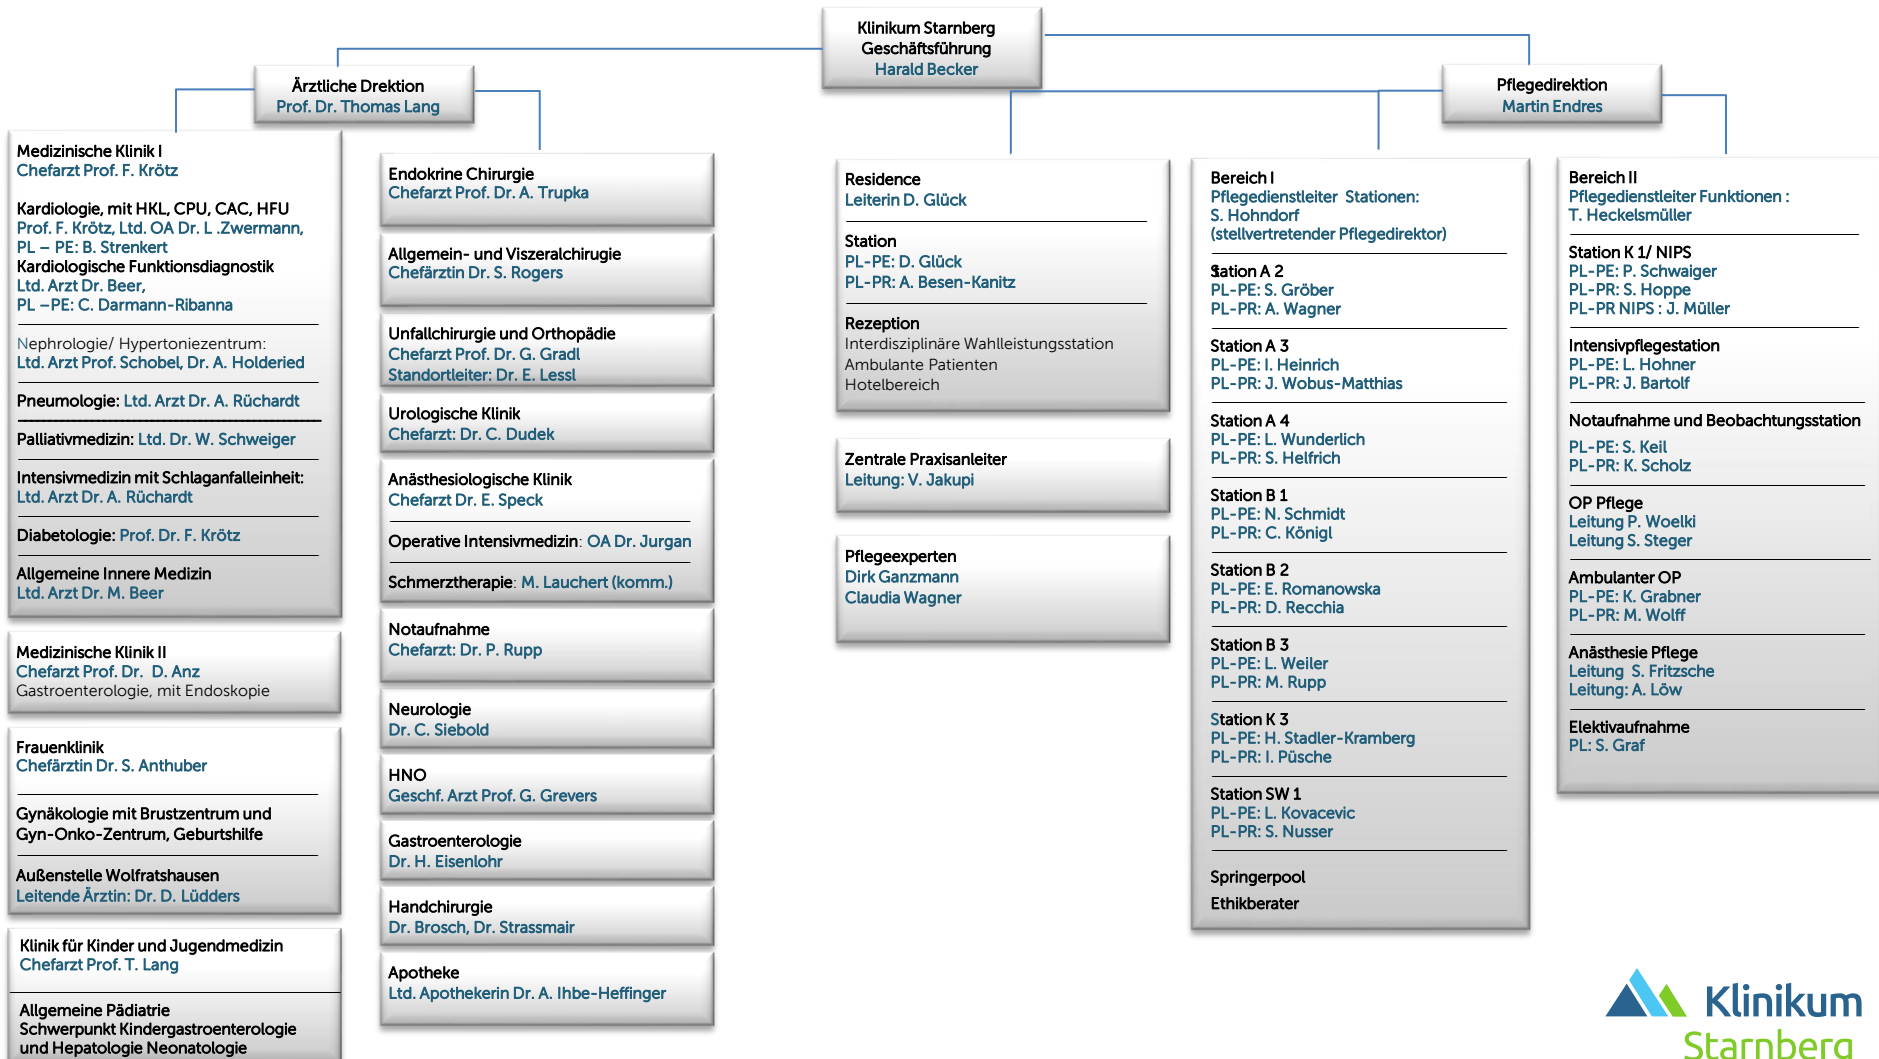 Klinikum Starnberg
Geschäftsführung
Harald Becker
Ärztliche Drektion
Prof. Dr. Thomas Lang
Pflegedirektion
Martin Endres
Medizinische Klinik I
Chefarzt Prof. F. Krötz
Kardiologie, mit HKL, CPU, CAC, HFU
Prof. F. Krötz, Ltd. OA Dr. L .Zwermann,
PL – PE: B. Strenkert
Kardiologische Funktionsdiagnostik
Ltd. Arzt Dr. Beer,
PL –PE: C. Darmann-Ribanna
Nephrologie/ Hypertoniezentrum:
Ltd. Arzt Prof. Schobel, Dr. A. Holderied
Pneumologie: Ltd. Arzt Dr. A. Rüchardt
Palliativmedizin: Ltd. Dr. W. Schweiger
Intensivmedizin mit Schlaganfalleinheit:
Ltd. Arzt Dr. A. Rüchardt
Diabetologie: Prof. Dr. F. Krötz
Allgemeine Innere Medizin
Ltd. Arzt Dr. M. Beer
Medizinische Klinik II
Chefarzt Prof. Dr. D. Anz
Gastroenterologie, mit Endoskopie
Frauenklinik
Chefärztin Dr. S. Anthuber
Gynäkologie mit Brustzentrum und
Gyn-Onko-Zentrum, Geburtshilfe
Außenstelle Wolfratshausen
Leitende Ärztin: Dr. D. Lüdders
Klinik für Kinder und Jugendmedizin
Chefarzt Prof. T. Lang
Allgemeine Pädiatrie
Schwerpunkt Kindergastroenterologie
und Hepatologie Neonatologie
Endokrine Chirurgie
Chefarzt Prof. Dr. A. Trupka
Allgemein- und Viszeralchirugie
Chefärztin Dr. S. Rogers
Unfallchirurgie und Orthopädie
Chefarzt Prof. Dr. G. Gradl
Standortleiter: Dr. E. Lessl
Urologische Klinik
Chefarzt: Dr. C. Dudek
Anästhesiologische Klinik
Chefarzt Dr. E. Speck
Operative Intensivmedizin: OA Dr. Jurgan
Schmerztherapie: M. Lauchert (komm.)
Notaufnahme
Chefarzt: Dr. P. Rupp
Neurologie
Dr. C. Siebold
HNO
Geschf. Arzt Prof. G. Grevers
Gastroenterologie
Dr. H. Eisenlohr
Handchirurgie
Dr. Brosch, Dr. Strassmair
Apotheke
Ltd. Apothekerin Dr. A. Ihbe-Heffinger
Residence
Leiterin D. Glück
Station
PL-PE: D. Glück
PL-PR: A. Besen-Kanitz
Rezeption
Interdisziplinäre Wahlleistungsstation
Ambulante Patienten
Hotelbereich
Zentrale Praxisanleiter
Leitung: V. Jakupi
Pflegeexperten
Dirk Ganzmann
Claudia Wagner
Bereich I
Pflegedienstleiter Stationen:
S. Hohndorf
(stellvertretender Pflegedirektor)
Station A 2
PL-PE: S. Gröber
PL-PR: A. Wagner
Station A 3
PL-PE: I. Heinrich
PL-PR: J. Wobus-Matthias
Station A 4
PL-PE: L. Wunderlich
PL-PR: S. Helfrich
Station B 1
PL-PE: N. Schmidt
PL-PR: C. Königl
Station B 2
PL-PE: E. Romanowska
PL-PR: D. Recchia
Station B 3
PL-PE: L. Weiler
PL-PR: M. Rupp
Station K 3
PL-PE: H. Stadler-Kramberg
PL-PR: I. Püsche
Station SW 1
PL-PE: L. Kovacevic
PL-PR: S. Nusser
Springerpool
Ethikberater
Bereich II
Pflegedienstleiter Funktionen :
T. Heckelsmüller
Station K 1/ NIPS
PL-PE: P. Schwaiger
PL-PR: S. Hoppe
PL-PR NIPS : J. Müller
Intensivpflegestation
PL-PE: L. Hohner
PL-PR: J. Bartolf
Notaufnahme und Beobachtungsstation
PL-PE: S. Keil
PL-PR: K. Scholz
OP Pflege
Leitung P. Woelki
Leitung S. Steger
Ambulanter OP
PL-PE: K. Grabner
PL-PR: M. Wolff
Anästhesie Pflege
Leitung S. Fritzsche
Leitung: A. Löw
Elektivaufnahme
PL: S. Graf
Klinikum
Starnberg